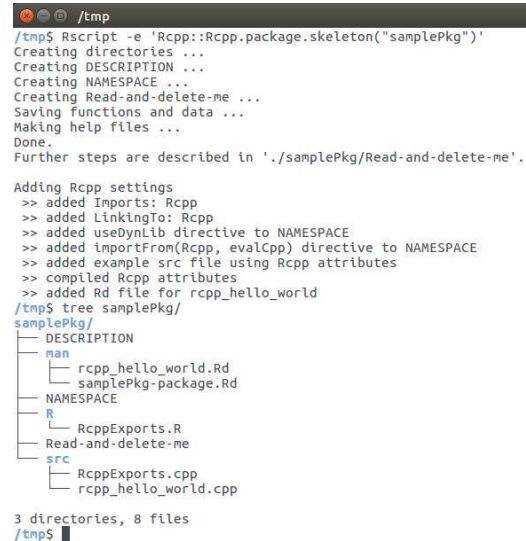 /tmp
/tmp$ Rscript -e 'Rcpp::Rcpp.package.skeleton("samplePkg")'
Creating directories ...
Creating DESCRIPTION ...
Creating NAMESPACE ...
Creating Read-and-delete-me ...
Saving functions and data ...
Making help files ...
Done.
Further steps are described in './samplePkg/Read-and-delete-me'.

Adding Rcpp settings
 >> added Imports: Rcpp
 >> added LinkingTo: Rcpp
 >> added useDynLib directive to NAMESPACE
 >> added importFrom(Rcpp, evalCpp) directive to NAMESPACE
 >> added example src file using Rcpp attributes
 >> compiled Rcpp attributes
 >> added Rd file for rcpp_hello_world
/tmp$ tree samplePkg/
samplePkg/
├── DESCRIPTION
├── man
│   ├── rcpp_hello_world.Rd
│   └── samplePkg-package.Rd
├── NAMESPACE
├── R
│   └── RcppExports.R
├── Read-and-delete-me
└── src
    ├── RcppExports.cpp
    └── rcpp_hello_world.cpp

3 directories, 8 files
/tmp$